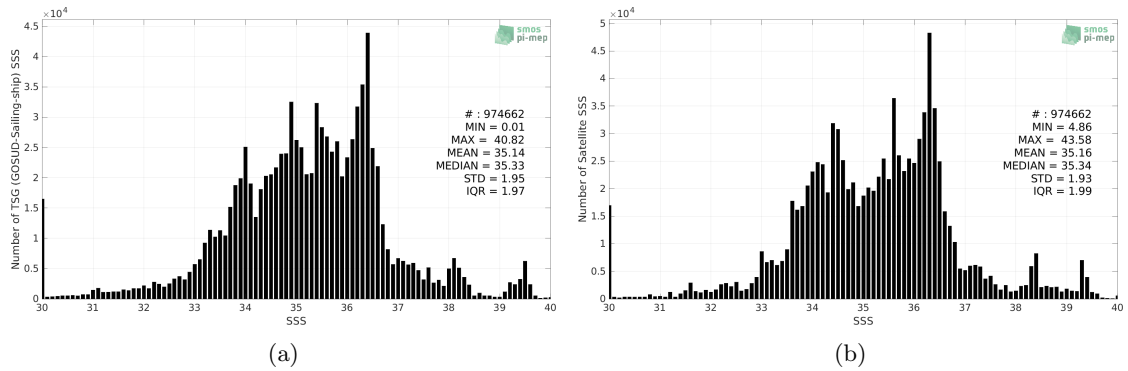 ×10⁴
4.5
4
3.5
3
2.5
2
1.5
1
0.5
0
Number of TSG (GOSUD-Sailing-ship) SSS
smos
pi-mep
# : 974662
MIN = 0.01
MAX = 40.82
MEAN = 35.14
MEDIAN = 35.33
STD = 1.95
IQR = 1.97
30 31 32 33 34 35 36 37 38 39 40
SSS
(a)
×10⁴
5
4.5
4
3.5
3
2.5
2
1.5
1
0.5
0
Number of Satellite SSS
smos
pi-mep
# : 974662
MIN = 4.86
MAX = 43.58
MEAN = 35.16
MEDIAN = 35.34
STD = 1.93
IQR = 1.99
30 31 32 33 34 35 36 37 38 39 40
SSS
(b)